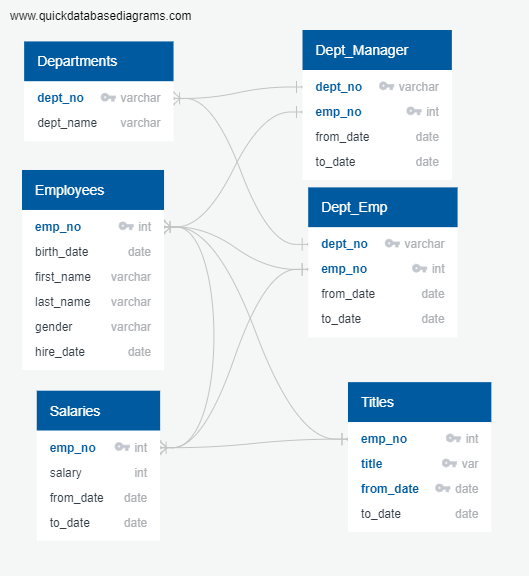 www.quickdatabasediagrams.com
Departments
dept_no varchar
dept_name varchar
Dept_Manager
dept_no varchar
emp_no int
from_date date
to_date date
Employees
emp_no int
birth_date date
first_name varchar
last_name varchar
gender varchar
hire_date date
Dept_Emp
dept_no varchar
emp_no int
from_date date
to_date date
Salaries
emp_no int
salary int
from_date date
to_date date
Titles
emp_no int
title var
from_date date
to_date date